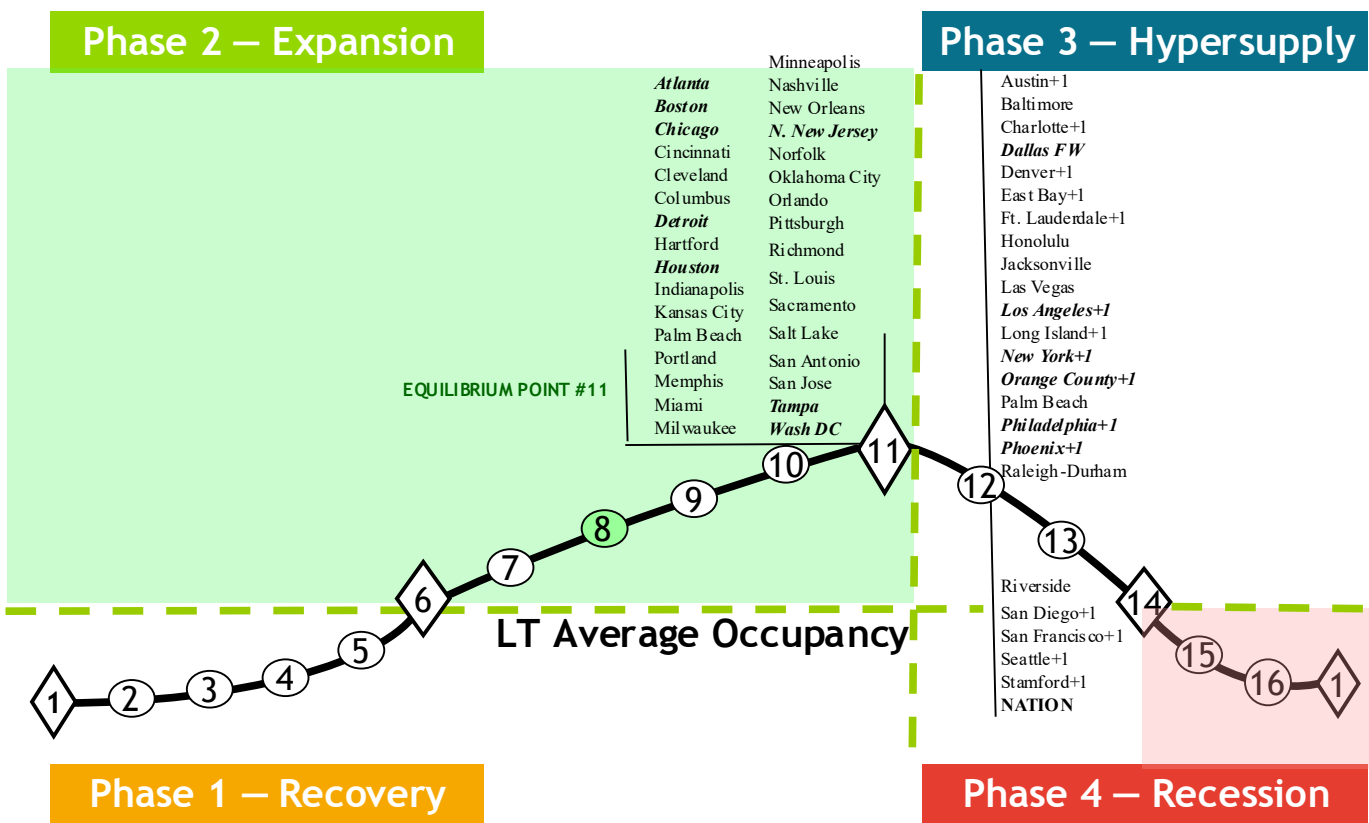 Phase 2 — Expansion
Phase 3 — Hypersupply
Atlanta
Boston
Chicago
Cincinnati
Cleveland
Columbus
Detroit
Hartford
Houston
Indianapolis
Kansas City
Palm Beach
Portland
Memphis
Miami
Milwaukee
Minneapolis
Nashville
New Orleans
N. New Jersey
Norfolk
Oklahoma City
Orlando
Pittsburgh
Richmond
St. Louis
Sacramento
Salt Lake
San Antonio
San Jose
Tampa
Wash DC
Austin+1
Baltimore
Charlotte+1
Dallas FW
Denver+1
East Bay+1
Ft. Lauderdale+1
Honolulu
Jacksonville
Las Vegas
Los Angeles+1
Long Island+1
New York+1
Orange County+1
Palm Beach
Philadelphia+1
Phoenix+1
Raleigh-Durham
Riverside
San Diego+1
San Francisco+1
Seattle+1
Stamford+1
NATION
EQUILIBRIUM POINT #11
1
2
3
4
5
6
7
8
9
10
11
12
13
14
15
16
1
LT Average Occupancy
Phase 1 — Recovery
Phase 4 — Recession